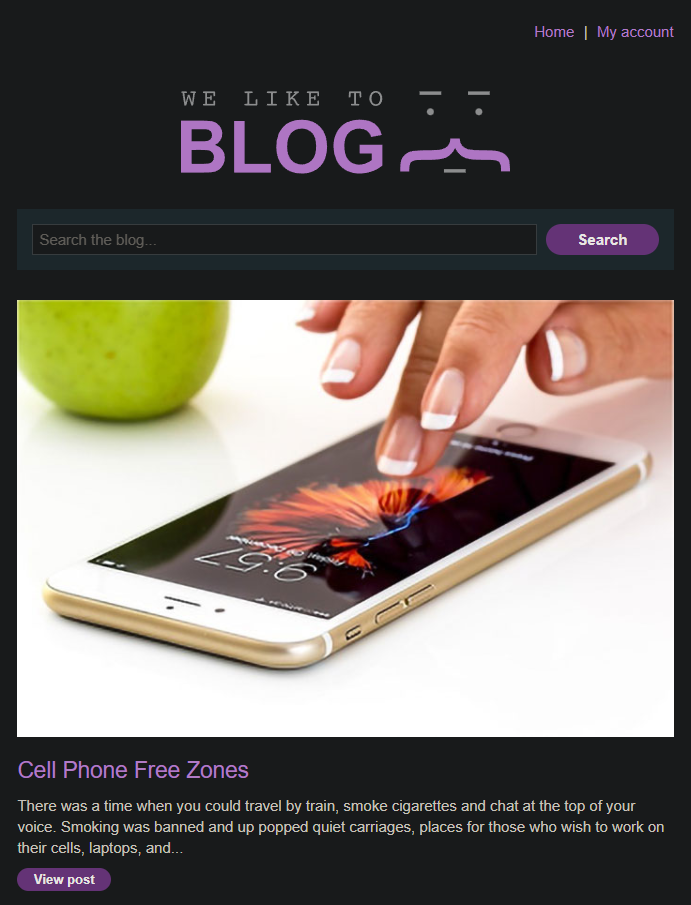 Home | My account
WE LIKE TO
BLOG
Search the blog...
Search
9:57
Friday 09 December
Cell Phone Free Zones
There was a time when you could travel by train, smoke cigarettes and chat at the top of your
voice. Smoking was banned and up popped quiet carriages, places for those who wish to work on
their cells, laptops, and...
View post